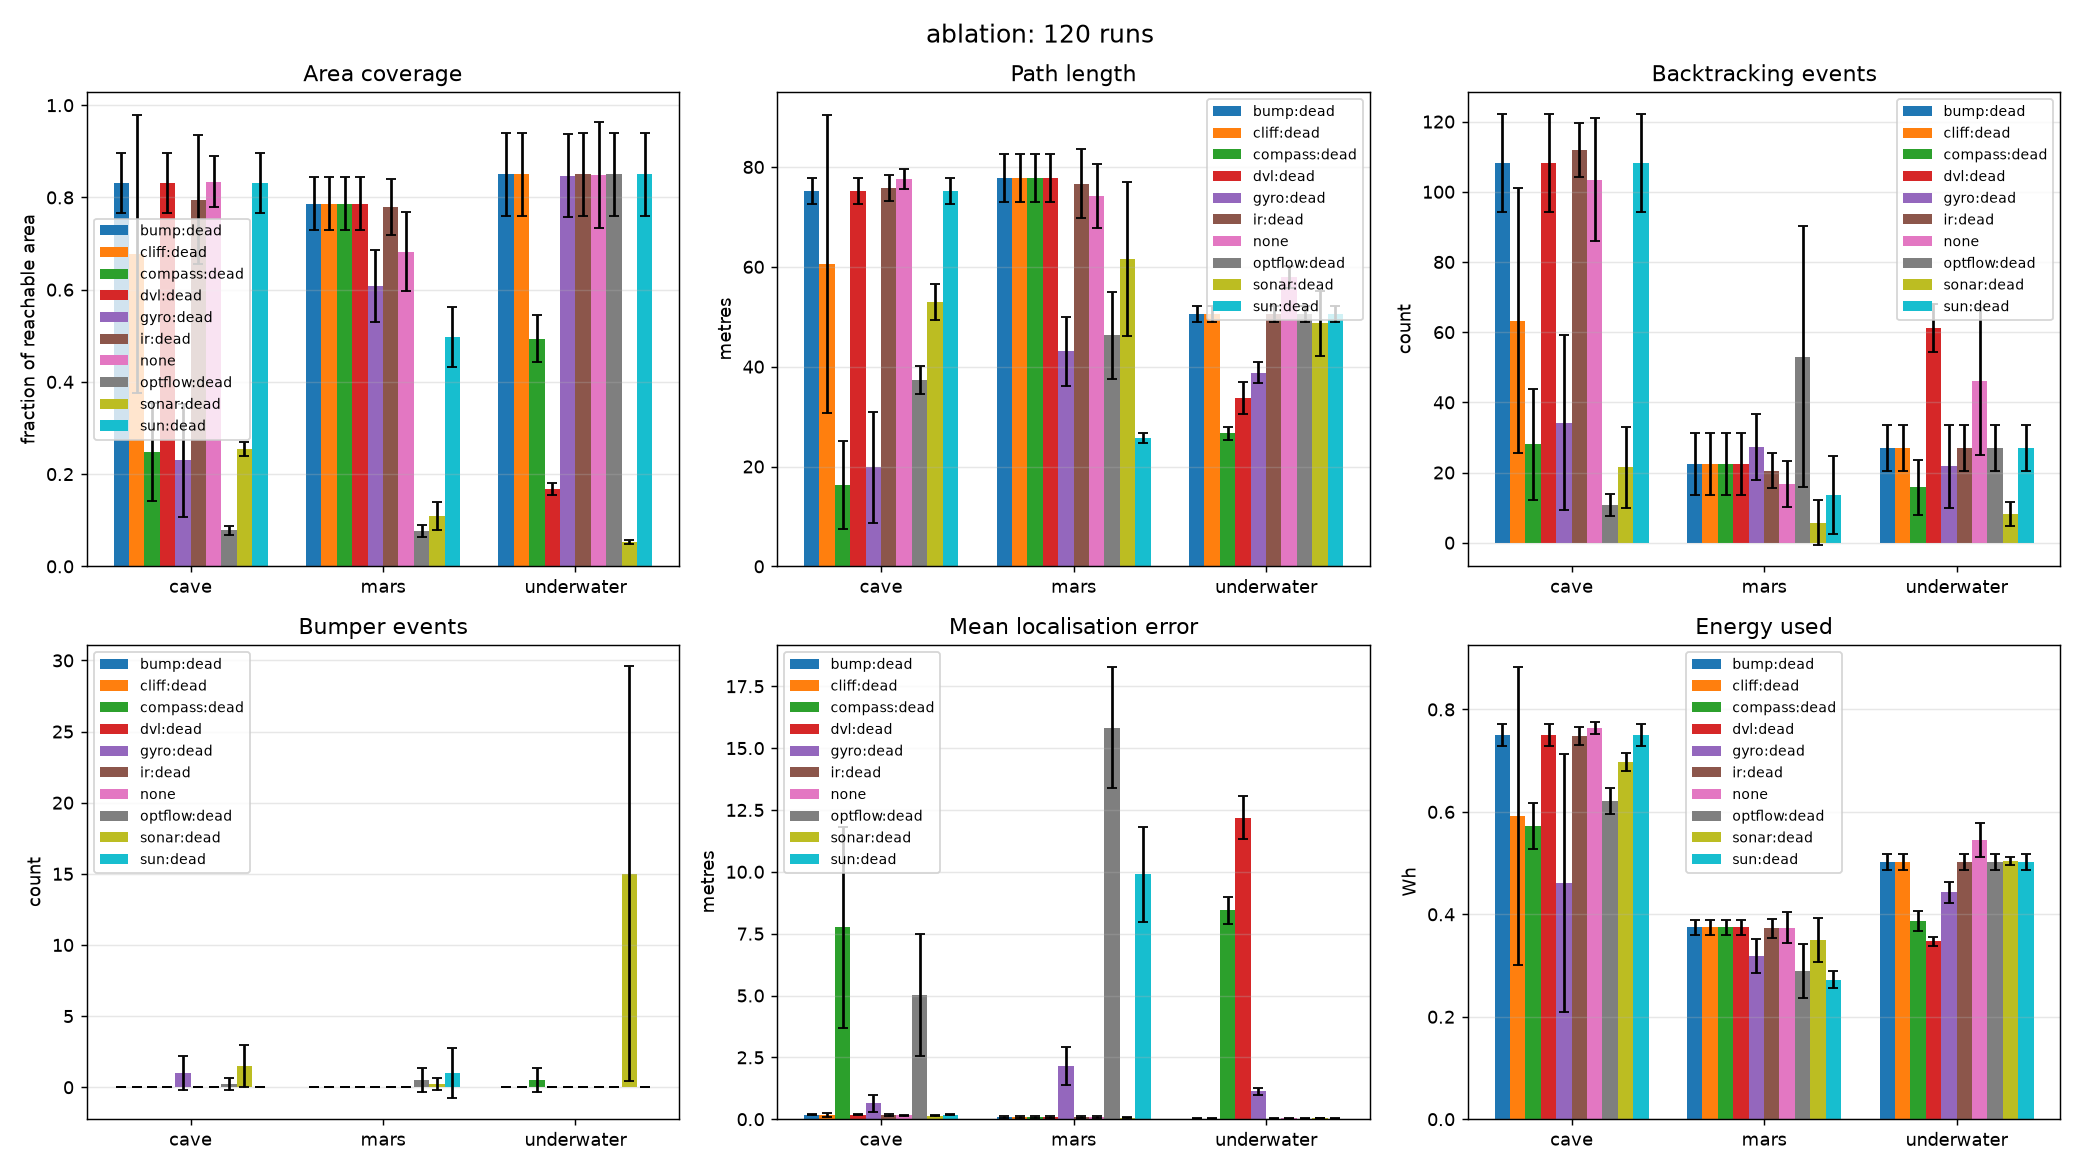 ablation: 120 runs
Area coverage
fraction of reachable area
1.0
0.8
0.6
0.4
0.2
0.0
bump:dead
cliff:dead
compass:dead
dvl:dead
gyro:dead
ir:dead
none
optflow:dead
sonar:dead
sun:dead
cave
mars
underwater
Path length
metres
80
60
40
20
0
bump:dead
cliff:dead
compass:dead
dvl:dead
gyro:dead
ir:dead
none
optflow:dead
sonar:dead
sun:dead
cave
mars
underwater
Backtracking events
count
120
100
80
60
40
20
0
bump:dead
cliff:dead
compass:dead
dvl:dead
gyro:dead
ir:dead
none
optflow:dead
sonar:dead
sun:dead
cave
mars
underwater
Bumper events
count
30
25
20
15
10
5
0
bump:dead
cliff:dead
compass:dead
dvl:dead
gyro:dead
ir:dead
none
optflow:dead
sonar:dead
sun:dead
cave
mars
underwater
Mean localisation error
metres
17.5
15.0
12.5
10.0
7.5
5.0
2.5
0.0
bump:dead
cliff:dead
compass:dead
dvl:dead
gyro:dead
ir:dead
none
optflow:dead
sonar:dead
sun:dead
cave
mars
underwater
Energy used
Wh
0.8
0.6
0.4
0.2
0.0
bump:dead
cliff:dead
compass:dead
dvl:dead
gyro:dead
ir:dead
none
optflow:dead
sonar:dead
sun:dead
cave
mars
underwater